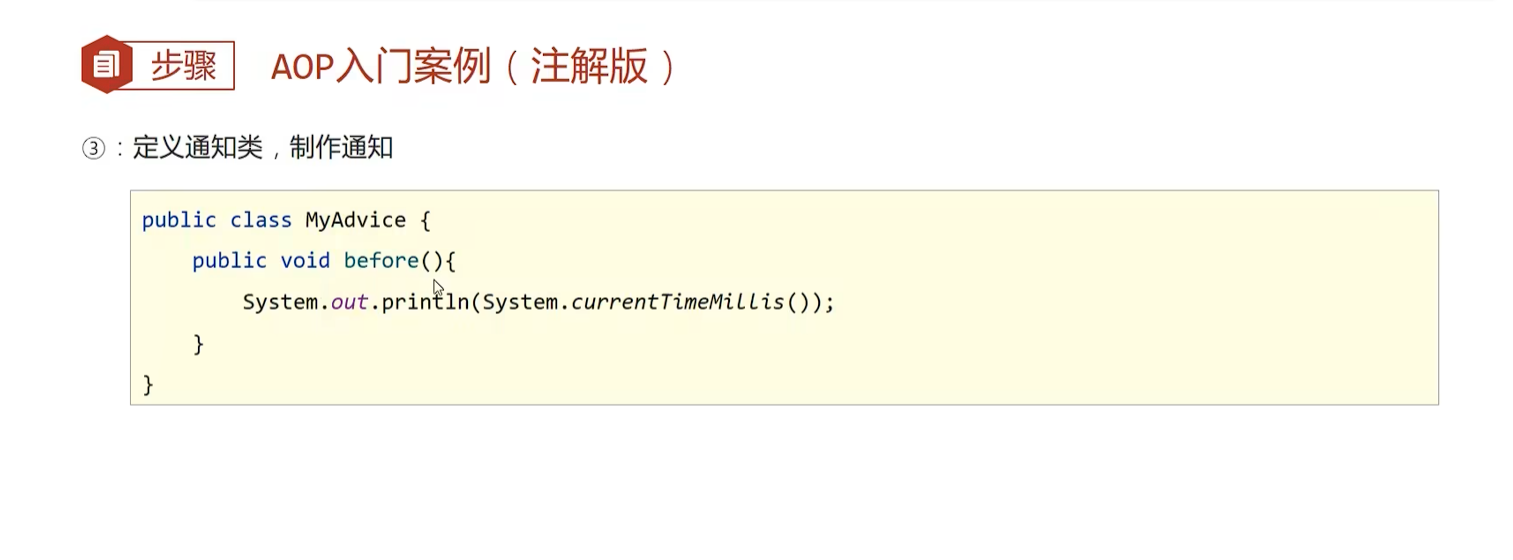 步骤 AOP入门案例（注解版）
③：定义通知类，制作通知
public class MyAdvice {
    public void before(){
        System.out.println(System.currentTimeMillis());
    }
}